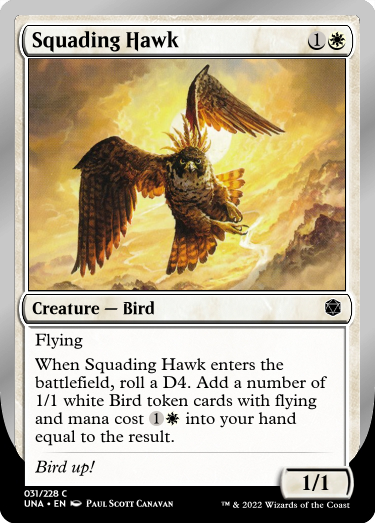 Squading Hawk 1
Creature — Bird
Flying
When Squading Hawk enters the
battlefield, roll a D4. Add a number of
1/1 white Bird token cards with flying
and mana cost 1 into your hand
equal to the result.
Bird up!
1/1
031/228 C
UNA • EN Paul Scott Canavan
™ & © 2022 Wizards of the Coast